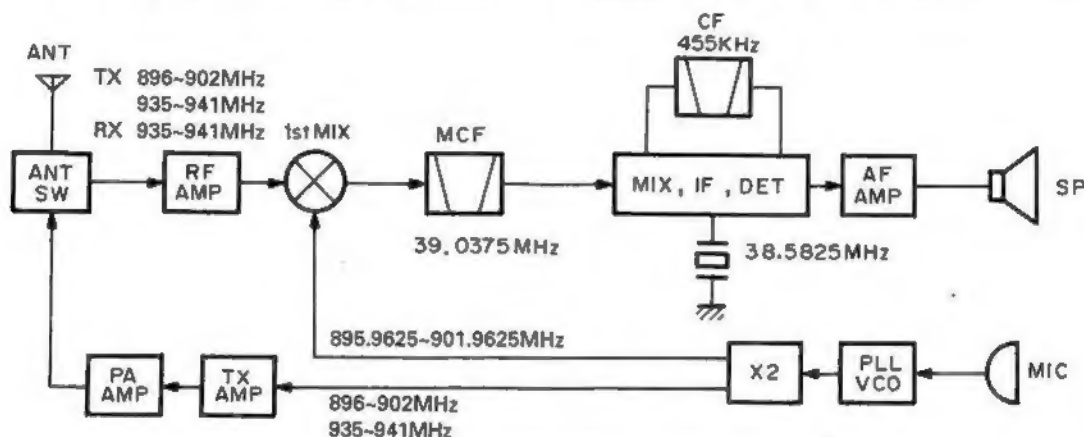 CF
455KHz
ANT
TX 896~902MHz
935~941MHz
RX 935~941MHz
1st MIX
MCF
ANT
SW
RF
AMP
MIX, IF, DET
AF
AMP
SP
39.0375MHz
38.5825MHz
895.9625~901.9625MHz
PA
AMP
TX
AMP
X2
PLL
VCO
MIC
896~902MHz
935~941MHz